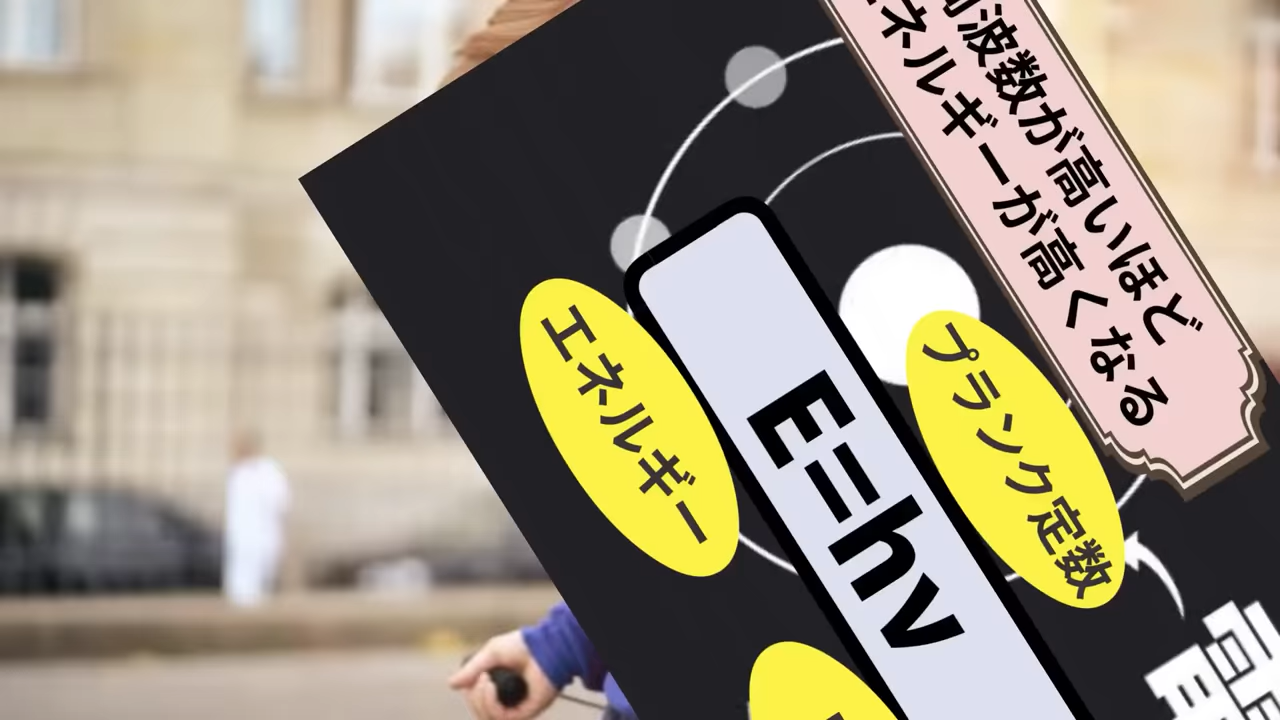 波数が高いほど
ネルギーが高くなる
エネルギー
プランク定数
E=hν